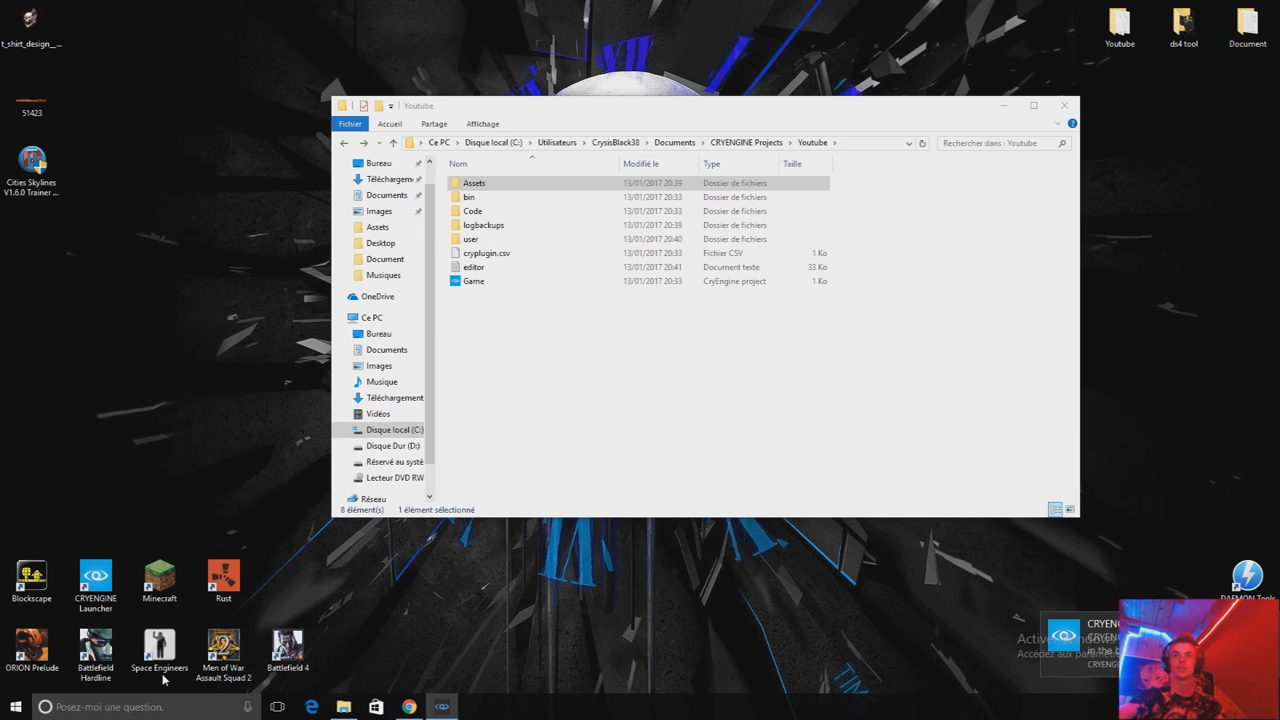 t_shirt_design__...
51423
Cities Skylines
V1.6.0 Trainer ...
Youtube
ds4 tool
Document
Youtube
Fichier
Accueil
Partage
Affichage
Ce PC
Disque local (C:)
Utilisateurs
CrysisBlack38
Documents
CRYENGINE Projects
Youtube
Rechercher dans : Youtube
Nom
Modifié le
Type
Taille
Assets
13/01/2017 20:39
Dossier de fichiers
bin
13/01/2017 20:33
Dossier de fichiers
Code
13/01/2017 20:33
Dossier de fichiers
logbackups
13/01/2017 20:39
Dossier de fichiers
user
13/01/2017 20:40
Dossier de fichiers
cryplugin.csv
13/01/2017 20:33
Fichier CSV
1 Ko
editor
13/01/2017 20:41
Document texte
33 Ko
Game
13/01/2017 20:33
CryEngine project
1 Ko
Bureau
Téléchargem
Documents
Images
Assets
Desktop
Document
Musiques
OneDrive
Ce PC
Bureau
Documents
Images
Musique
Téléchargement
Vidéos
Disque local (C:)
Disque Dur (D:)
Réservé au systè
Lecteur DVD RW
Réseau
8 élément(s)
1 élément sélectionné
Blockscape
CRYENGINE
Launcher
Minecraft
Rust
ORION Prelude
Battlefield
Hardline
Space Engineers
Men of War
Assault Squad 2
Battlefield 4
DAEMON Tools
CRYENG
in the b
CRYENGI
Accédez aux paramètre
TIM
Posez-moi une question.